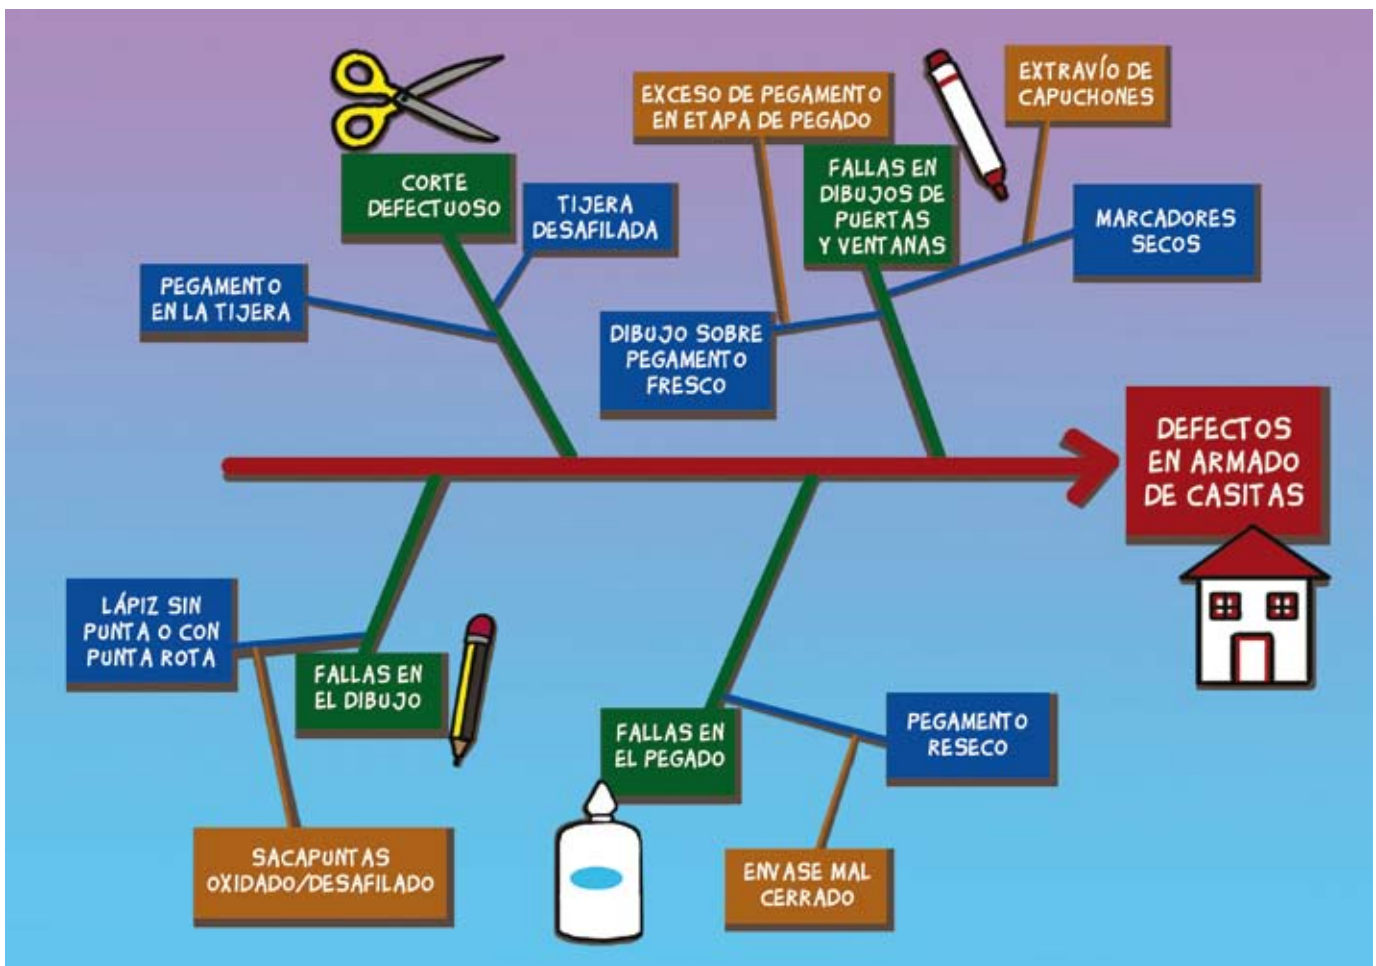 EXTRAVÍO DE
CAPUCHONES
EXCESO DE PEGAMENTO
EN ETAPA DE PEGADO
CORTE
DEFECTUOSO
FALLAS EN
DIBUJOS DE
PUERTAS
Y VENTANAS
TIJERA
DESAFILADA
MARCADORES
SECOS
PEGAMENTO
EN LA TIJERA
DIBUJO SOBRE
PEGAMENTO
FRESCO
DEFECTOS
EN ARMADO
DE CASITAS
LÁPIZ SIN
PUNTA O CON
PUNTA ROTA
FALLAS EN
EL DIBUJO
FALLAS EN
EL PEGADO
PEGAMENTO
RESECO
SACAPUNTAS
OXIDADO/DESAFILADO
ENVASE MAL
CERRADO